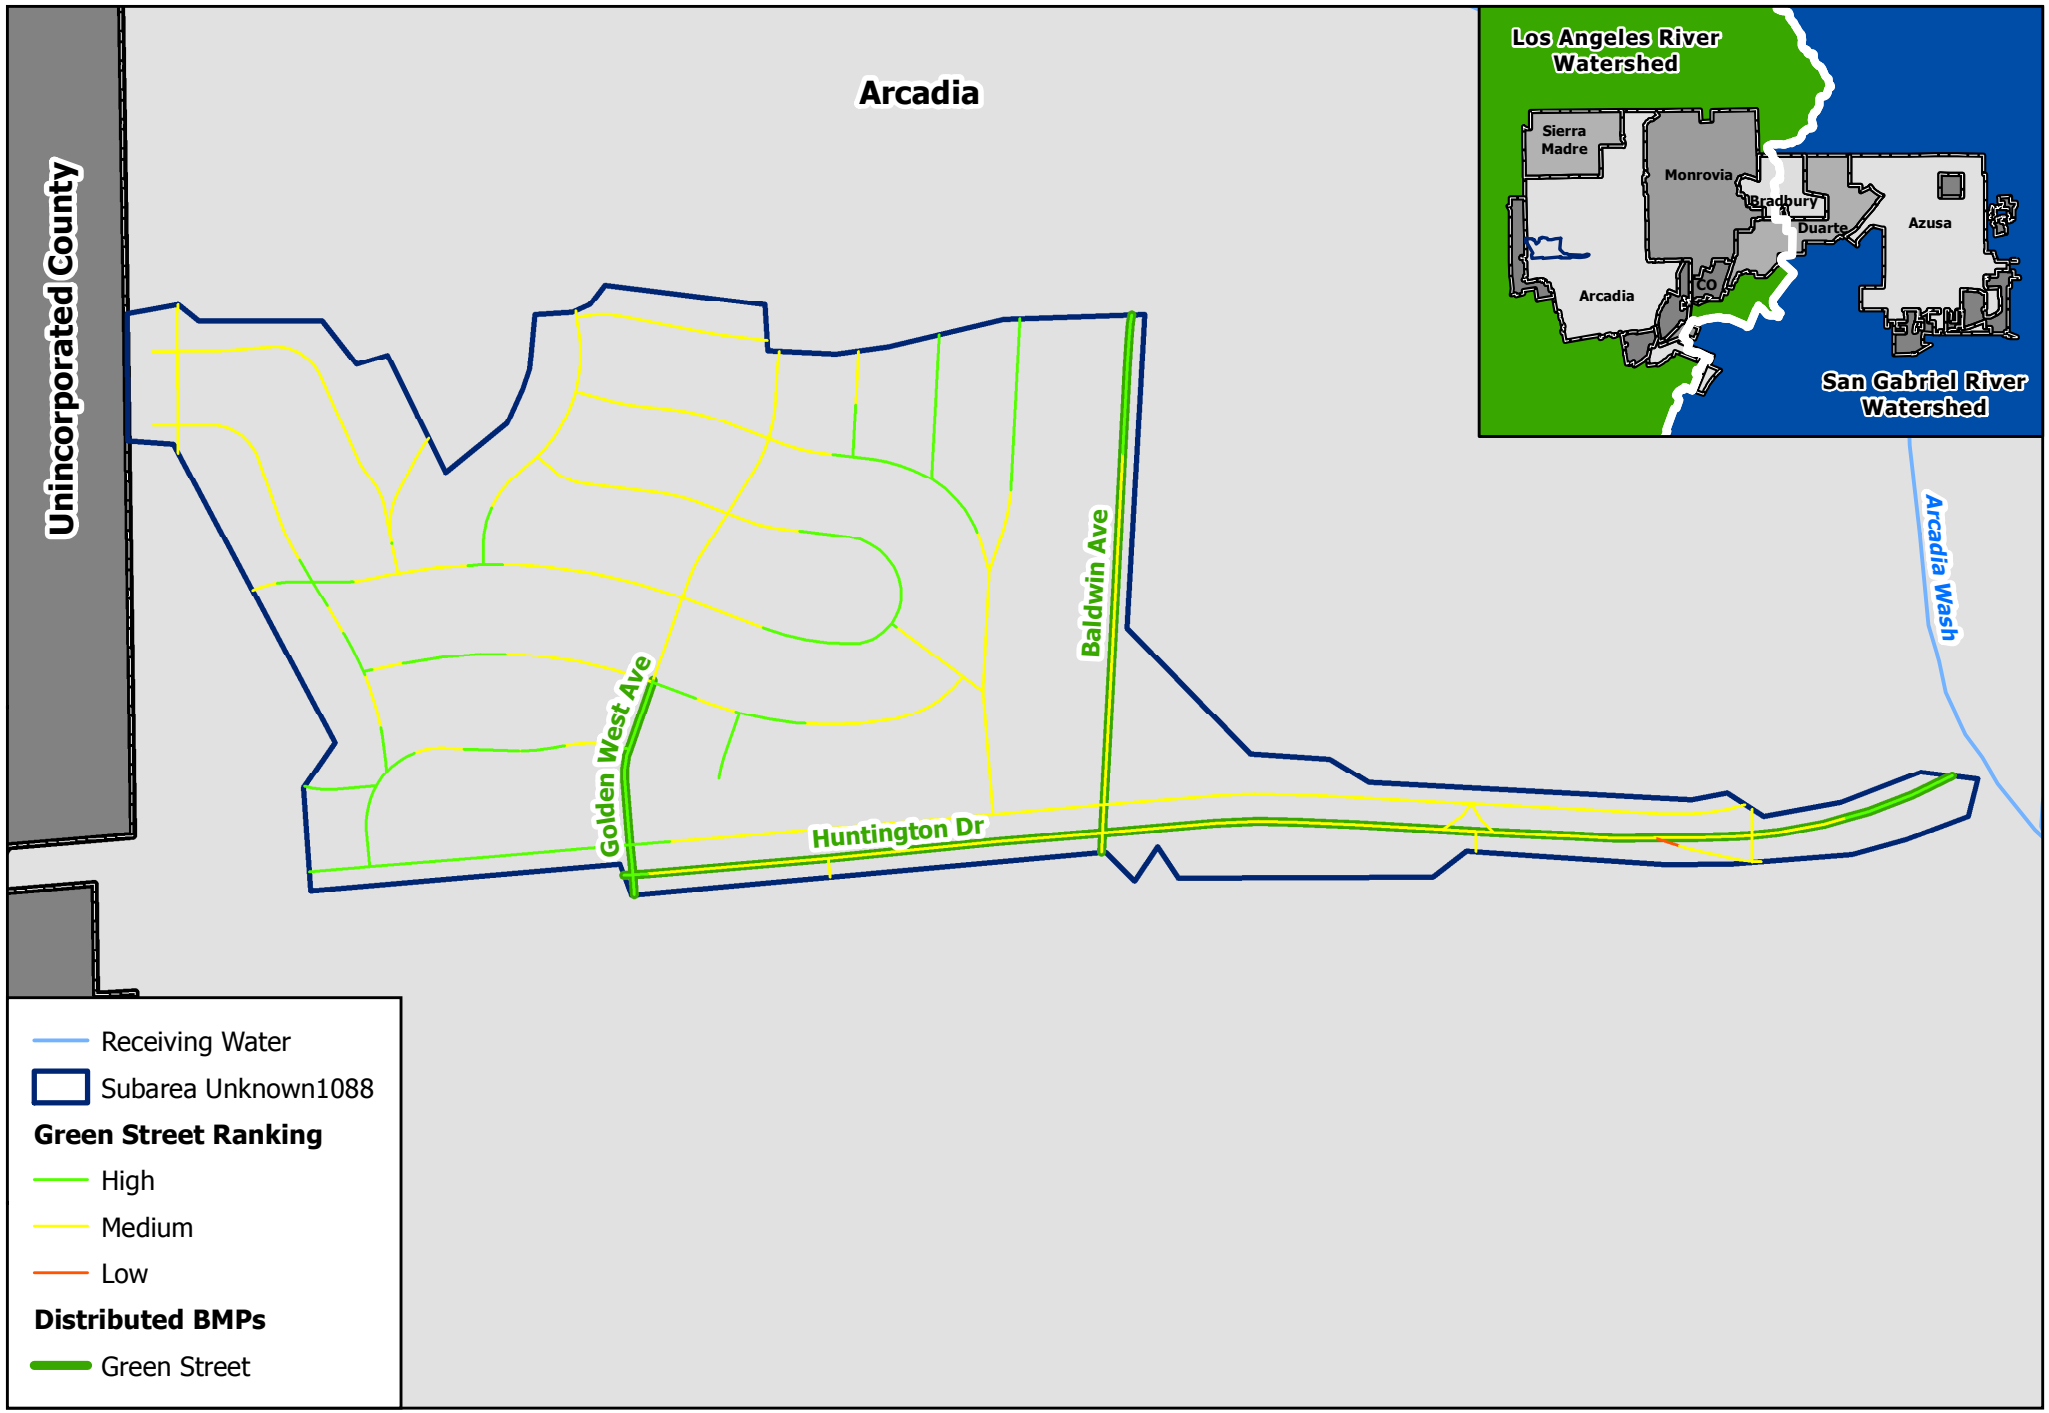 Arcadia
Unincorporated County
Los Angeles River
Watershed
Sierra
Madre
Monrovia
Bradbury
Duarte
Azusa
CO
Arcadia
San Gabriel River
Watershed
Arcadia Wash
Baldwin Ave
Golden West Ave
Huntington Dr
Receiving Water
Subarea Unknown1088
Green Street Ranking
High
Medium
Low
Distributed BMPs
Green Street